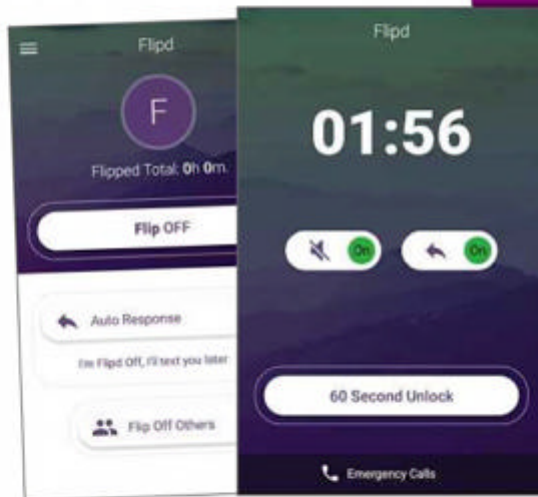 Flipd
F
Flipped Total: 0h 0m.
Flip OFF
Auto Response
I'm Flipd Off, I'll text you later
Flip Off Others
Flipd
01:56
On
On
60 Second Unlock
Emergency Calls